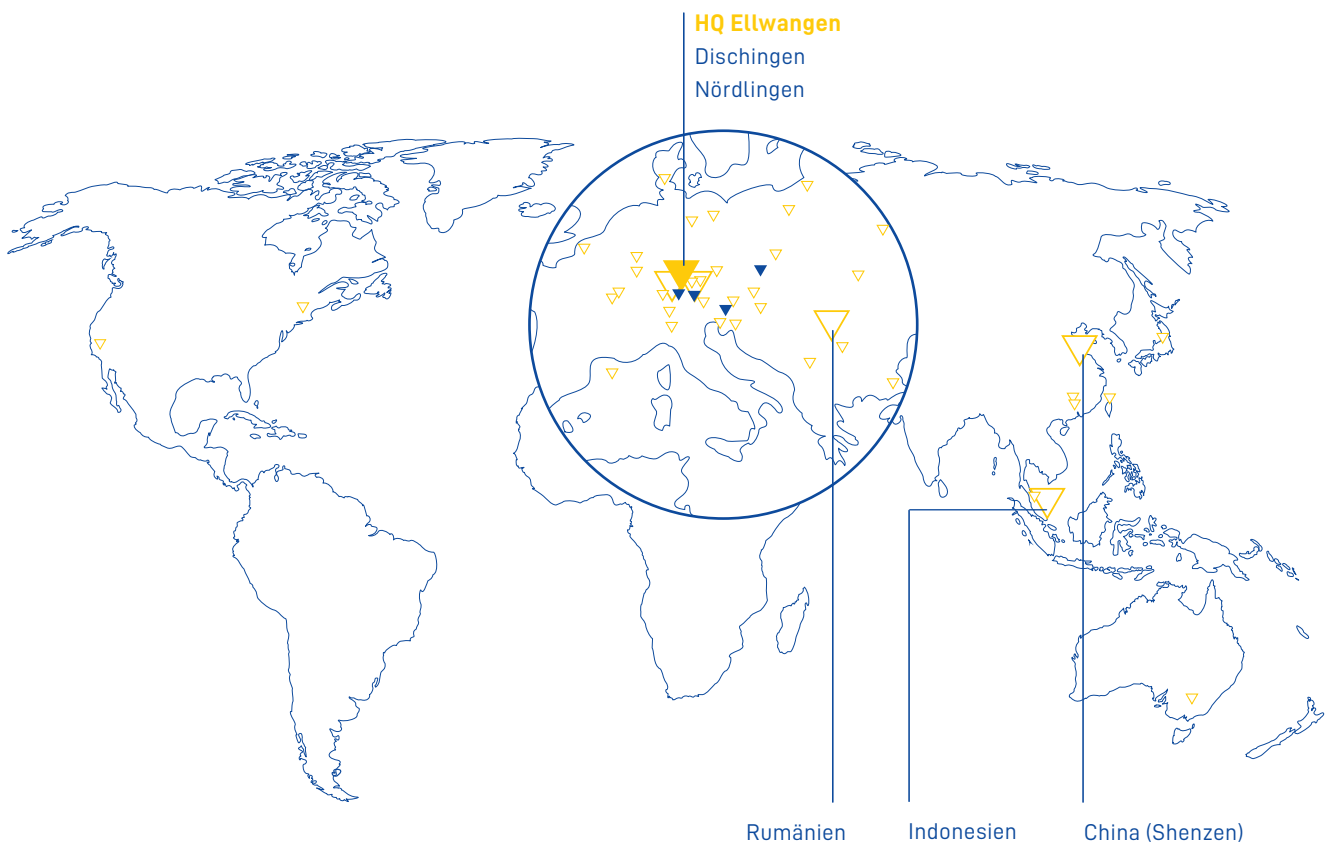 HQ Ellwangen
Dischingen
Nördlingen
Rumänien
Indonesien
China (Shenzen)